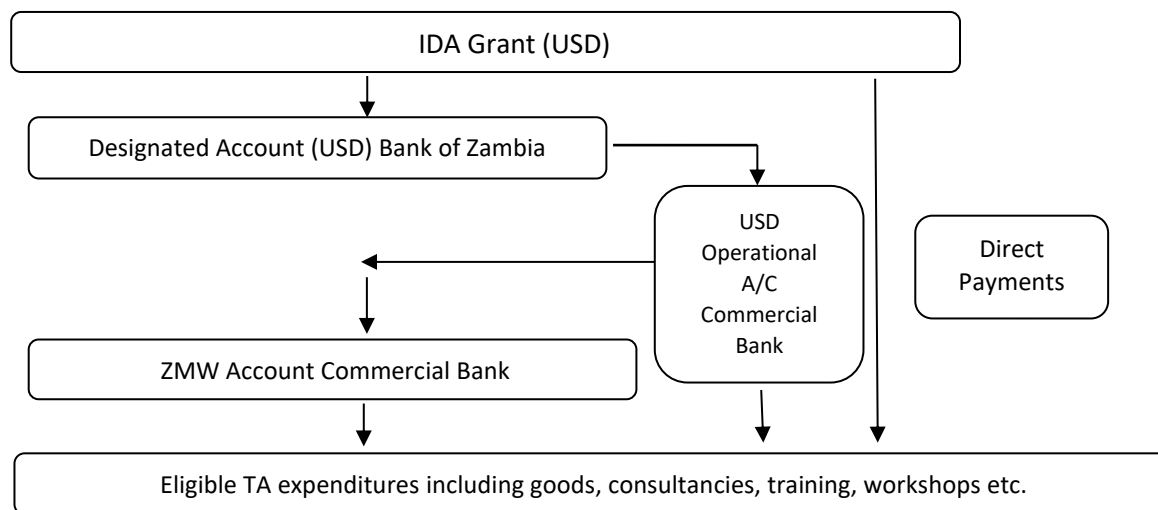 IDA Grant (USD)
Designated Account (USD) Bank of Zambia
USD
Operational
A/C
Commercial
Bank
Direct
Payments
ZMW Account Commercial Bank
Eligible TA expenditures including goods, consultancies, training, workshops etc.